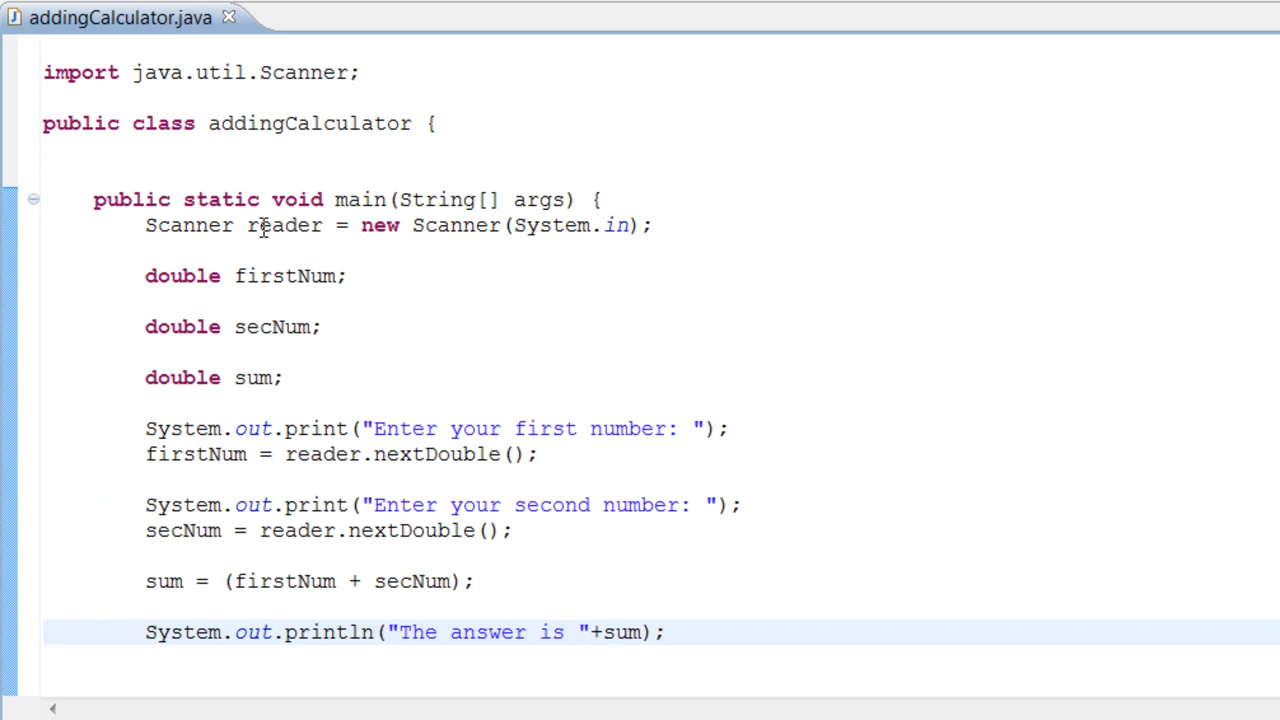 addingCalculator.java
import java.util.Scanner;
public class addingCalculator {
public static void main(String[] args) {
Scanner reader = new Scanner(System.in);
double firstNum;
double secNum;
double sum;
System.out.print("Enter your first number: ");
firstNum = reader.nextDouble();
System.out.print("Enter your second number: ");
secNum = reader.nextDouble();
sum = (firstNum + secNum);
System.out.println("The answer is "+sum);